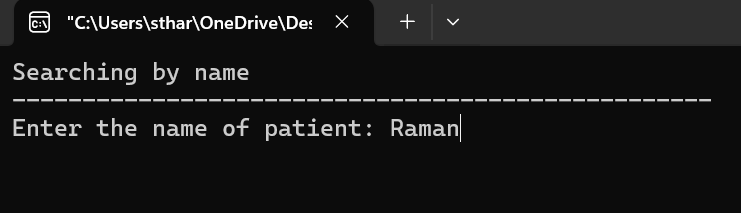 "C:\Users\sthar\OneDrive\Des
Searching by name
--------------------------------------------------
Enter the name of patient: Raman